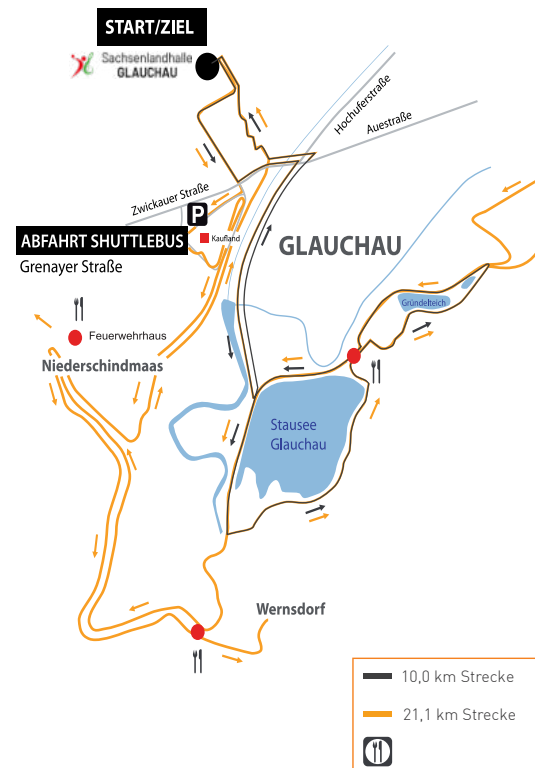 START/ZIEL
Sachsenlandhalle
GLAUCHAU
Hochuferstraße
Auestraße
Zwickauer Straße
P
Kaufland
ABFAHRT SHUTTLEBUS
Grenayer Straße
GLAUCHAU
Gründelteich
Feuerwehrhaus
Niederschindmaas
Stausee
Glauchau
Wernsdorf
10,0 km Strecke
21,1 km Strecke